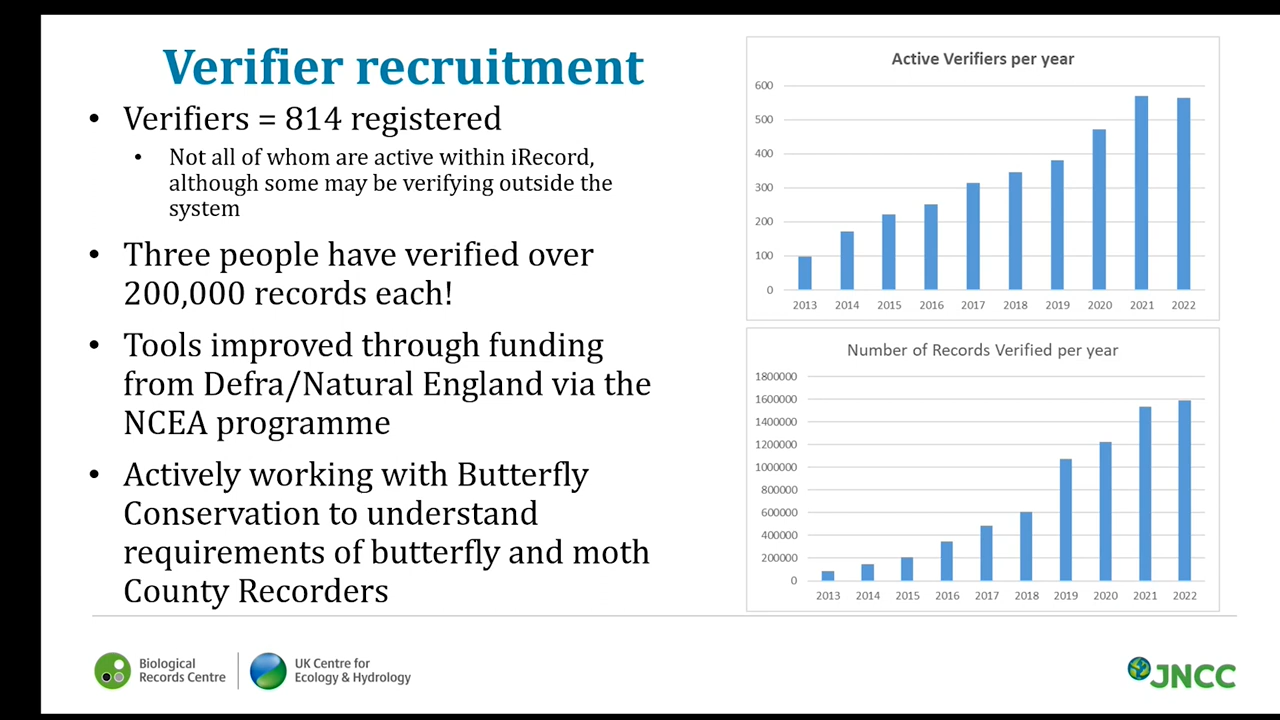 Verifier recruitment
• Verifiers = 814 registered
• Not all of whom are active within iRecord,
although some may be verifying outside the
system
• Three people have verified over
200,000 records each!
• Tools improved through funding
from Defra/Natural England via the
NCEA programme
• Actively working with Butterfly
Conservation to understand
requirements of butterfly and moth
County Recorders
Active Verifiers per year
600
500
400
300
200
100
0
2013 2014 2015 2016 2017 2018 2019 2020 2021 2022
Number of Records Verified per year
1800000
1600000
1400000
1200000
1000000
800000
600000
400000
200000
0
2013 2014 2015 2016 2017 2018 2019 2020 2021 2022
Biological
Records Centre
UK Centre for
Ecology & Hydrology
JNCC